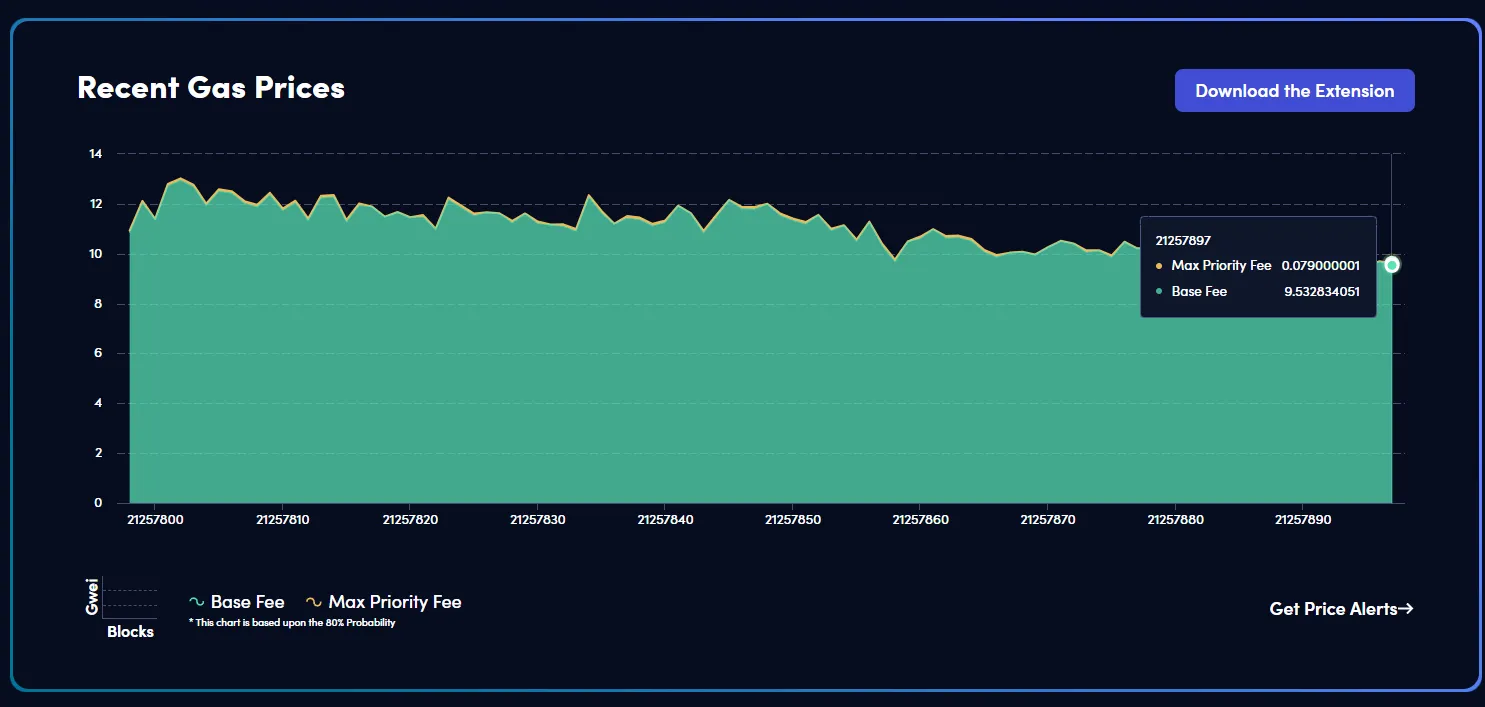 Recent Gas Prices
Download the Extension
14
12
10
8
6
4
2
0
21257897
Max Priority Fee 0.079000001
Base Fee 9.532834051
21257800 21257810 21257820 21257830 21257840 21257850 21257860 21257870 21257880 21257890
Gwei
Blocks
Base Fee Max Priority Fee
* This chart is based upon the 80% Probability
Get Price Alerts→